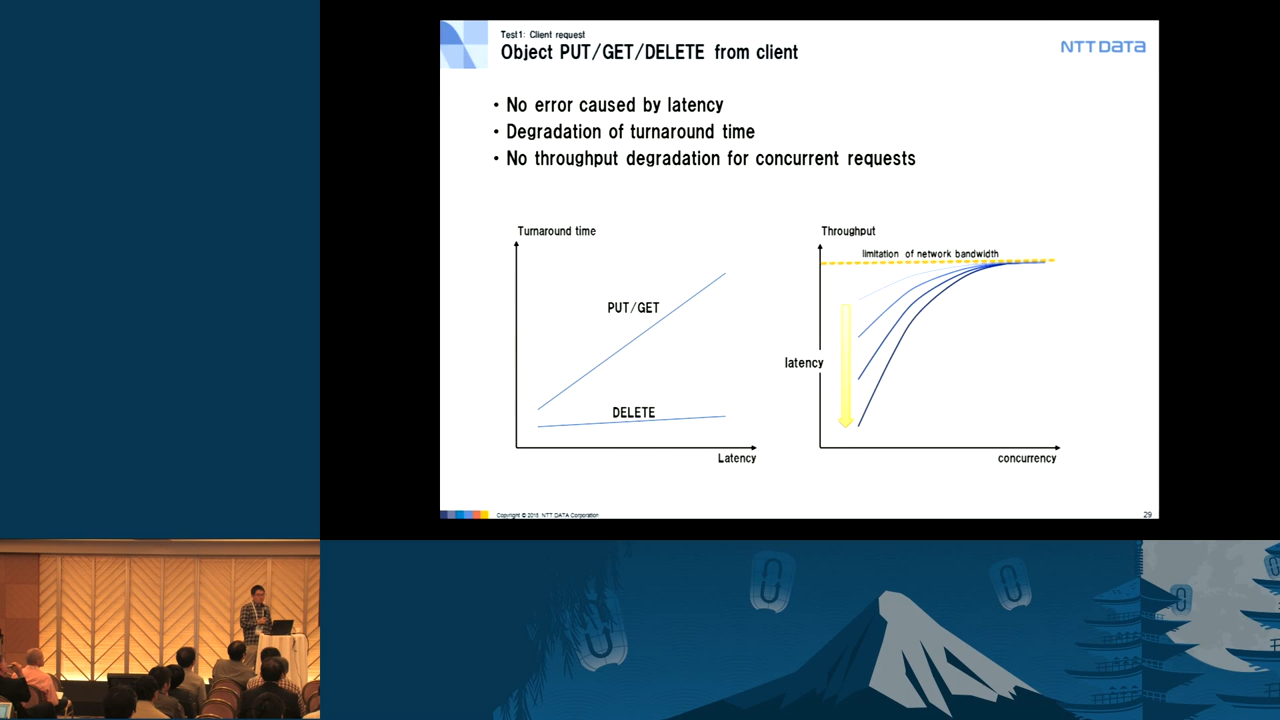 Test1: Client request
Object PUT/GET/DELETE from client
NTT DATA
• No error caused by latency
• Degradation of turnaround time
• No throughput degradation for concurrent requests
Turnaround time
PUT/GET
DELETE
Latency
Throughput
limitation of network bandwidth
latency
concurrency
Copyright © 2015 NTT DATA Corporation
29